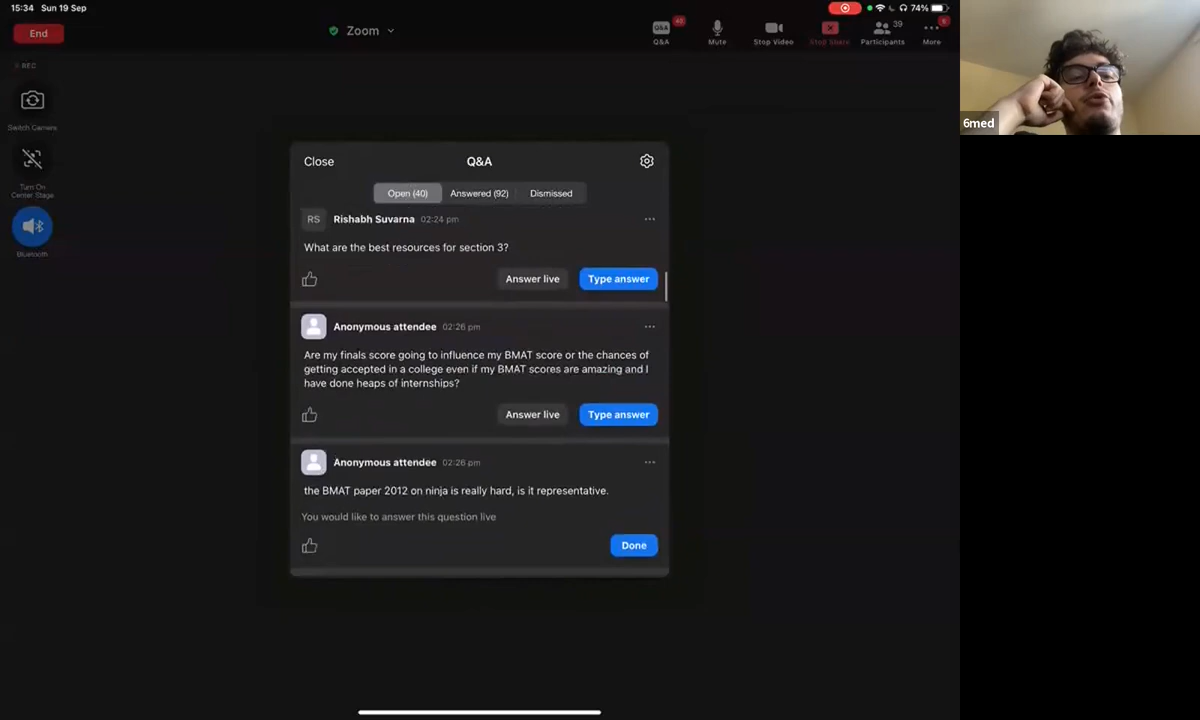 15:34 Sun 19 Sep
74%
End
Zoom
Q&A
40
Q&A
Mute
Stop Video
Stop Share
39
Participants
More
REC
Switch Camera
Turn On
Center Stage
Bluetooth
6med
Close
Q&A
Open (40)
Answered (92)
Dismissed
RS
Rishabh Suvarna 02:24 pm
What are the best resources for section 3?
Answer live
Type answer
Anonymous attendee 02:26 pm
Are my finals score going to influence my BMAT score or the chances of
getting accepted in a college even if my BMAT scores are amazing and I
have done heaps of internships?
Answer live
Type answer
Anonymous attendee 02:26 pm
the BMAT paper 2012 on ninja is really hard, is it representative.
You would like to answer this question live
Done